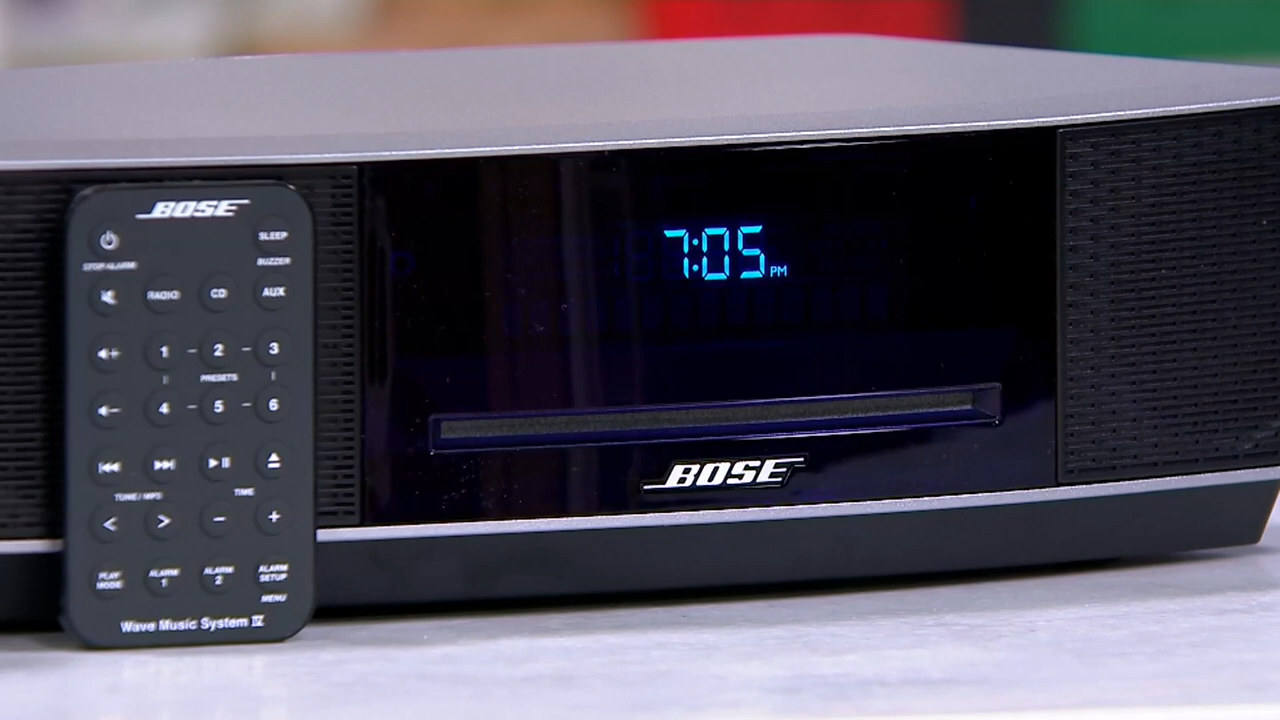 BOSE
SLEEP
STOP ALARM
BUZZER
RADIO CD AUX
1 – 2 – 3
PRESETS
4 – 5 – 6
TUNE / MP3 TIME
< > − +
PLAY MODE
ALARM 1
ALARM 2
ALARM SETUP
MENU
Wave Music System IV
7:05 PM
BOSE